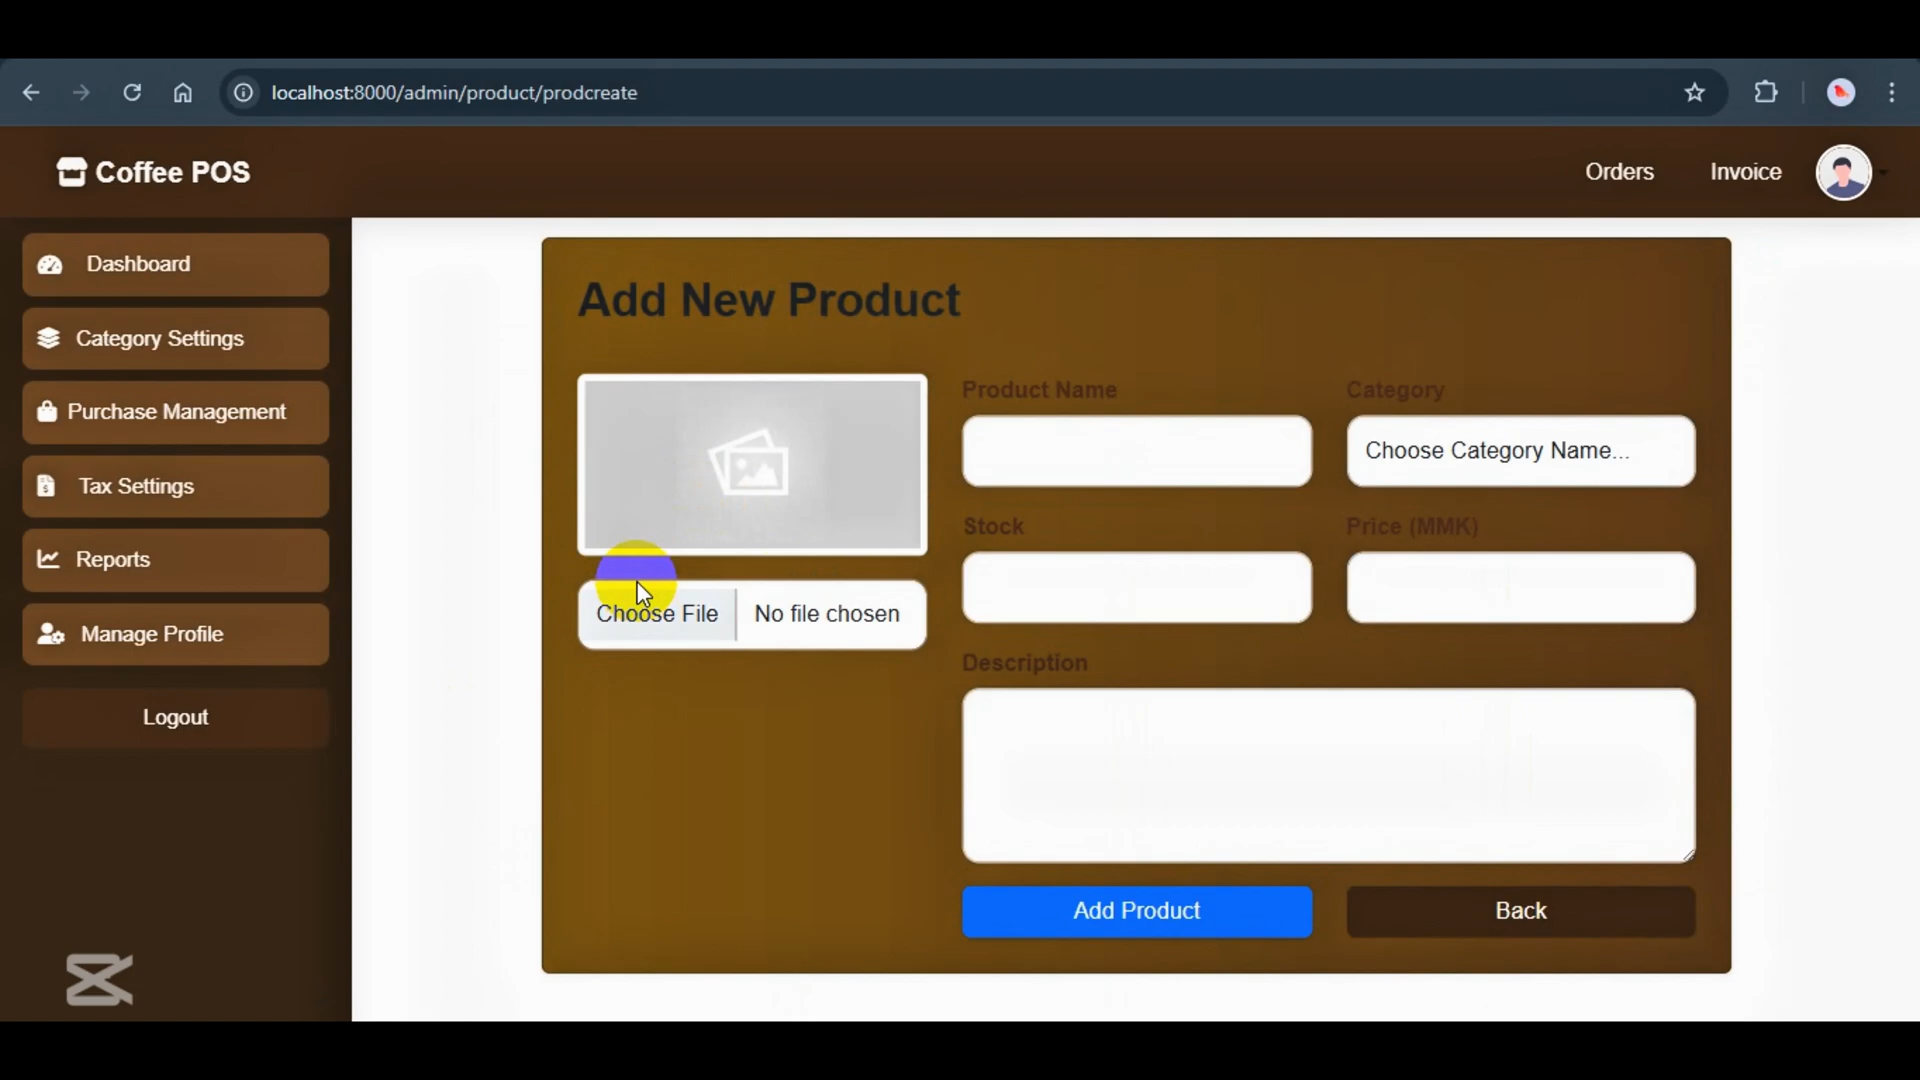 localhost:8000/admin/product/prodcreate
Coffee POS
Orders
Invoice
Dashboard
Category Settings
Purchase Management
Tax Settings
Reports
Manage Profile
Logout
Add New Product
Choose File
No file chosen
Product Name
Category
Choose Category Name...
Stock
Price (MMK)
Description
Add Product
Back